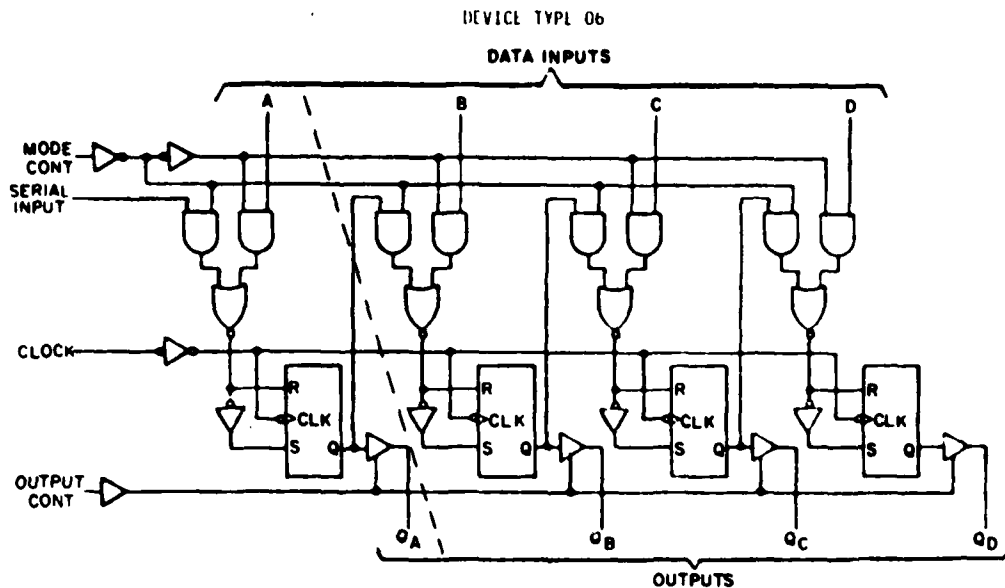 DEVICE TYPE 06
DATA INPUTS
A B C D
MODE
CONT
SERIAL
INPUT
CLOCK
R R R R
CLK CLK CLK CLK
S Q S Q S Q S Q
OUTPUT
CONT
QA QB QC QD
OUTPUTS